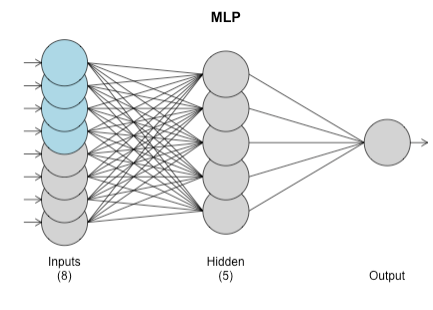 MLP
Inputs
(8)
Hidden
(5)
Output